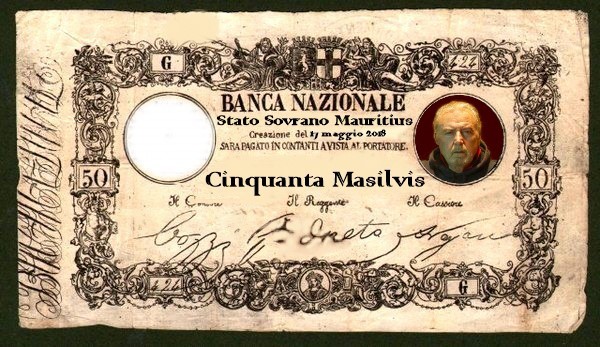 G 424
BANCA NAZIONALE
Stato Sovrano Mauritius
Creazione del 17 maggio 2018
SARÀ PAGATO IN CONTANTI A VISTA AL PORTATORE.
50 50
Cinquanta Masilvis
Il Censore Il Reggente Il Cassiere
424 G